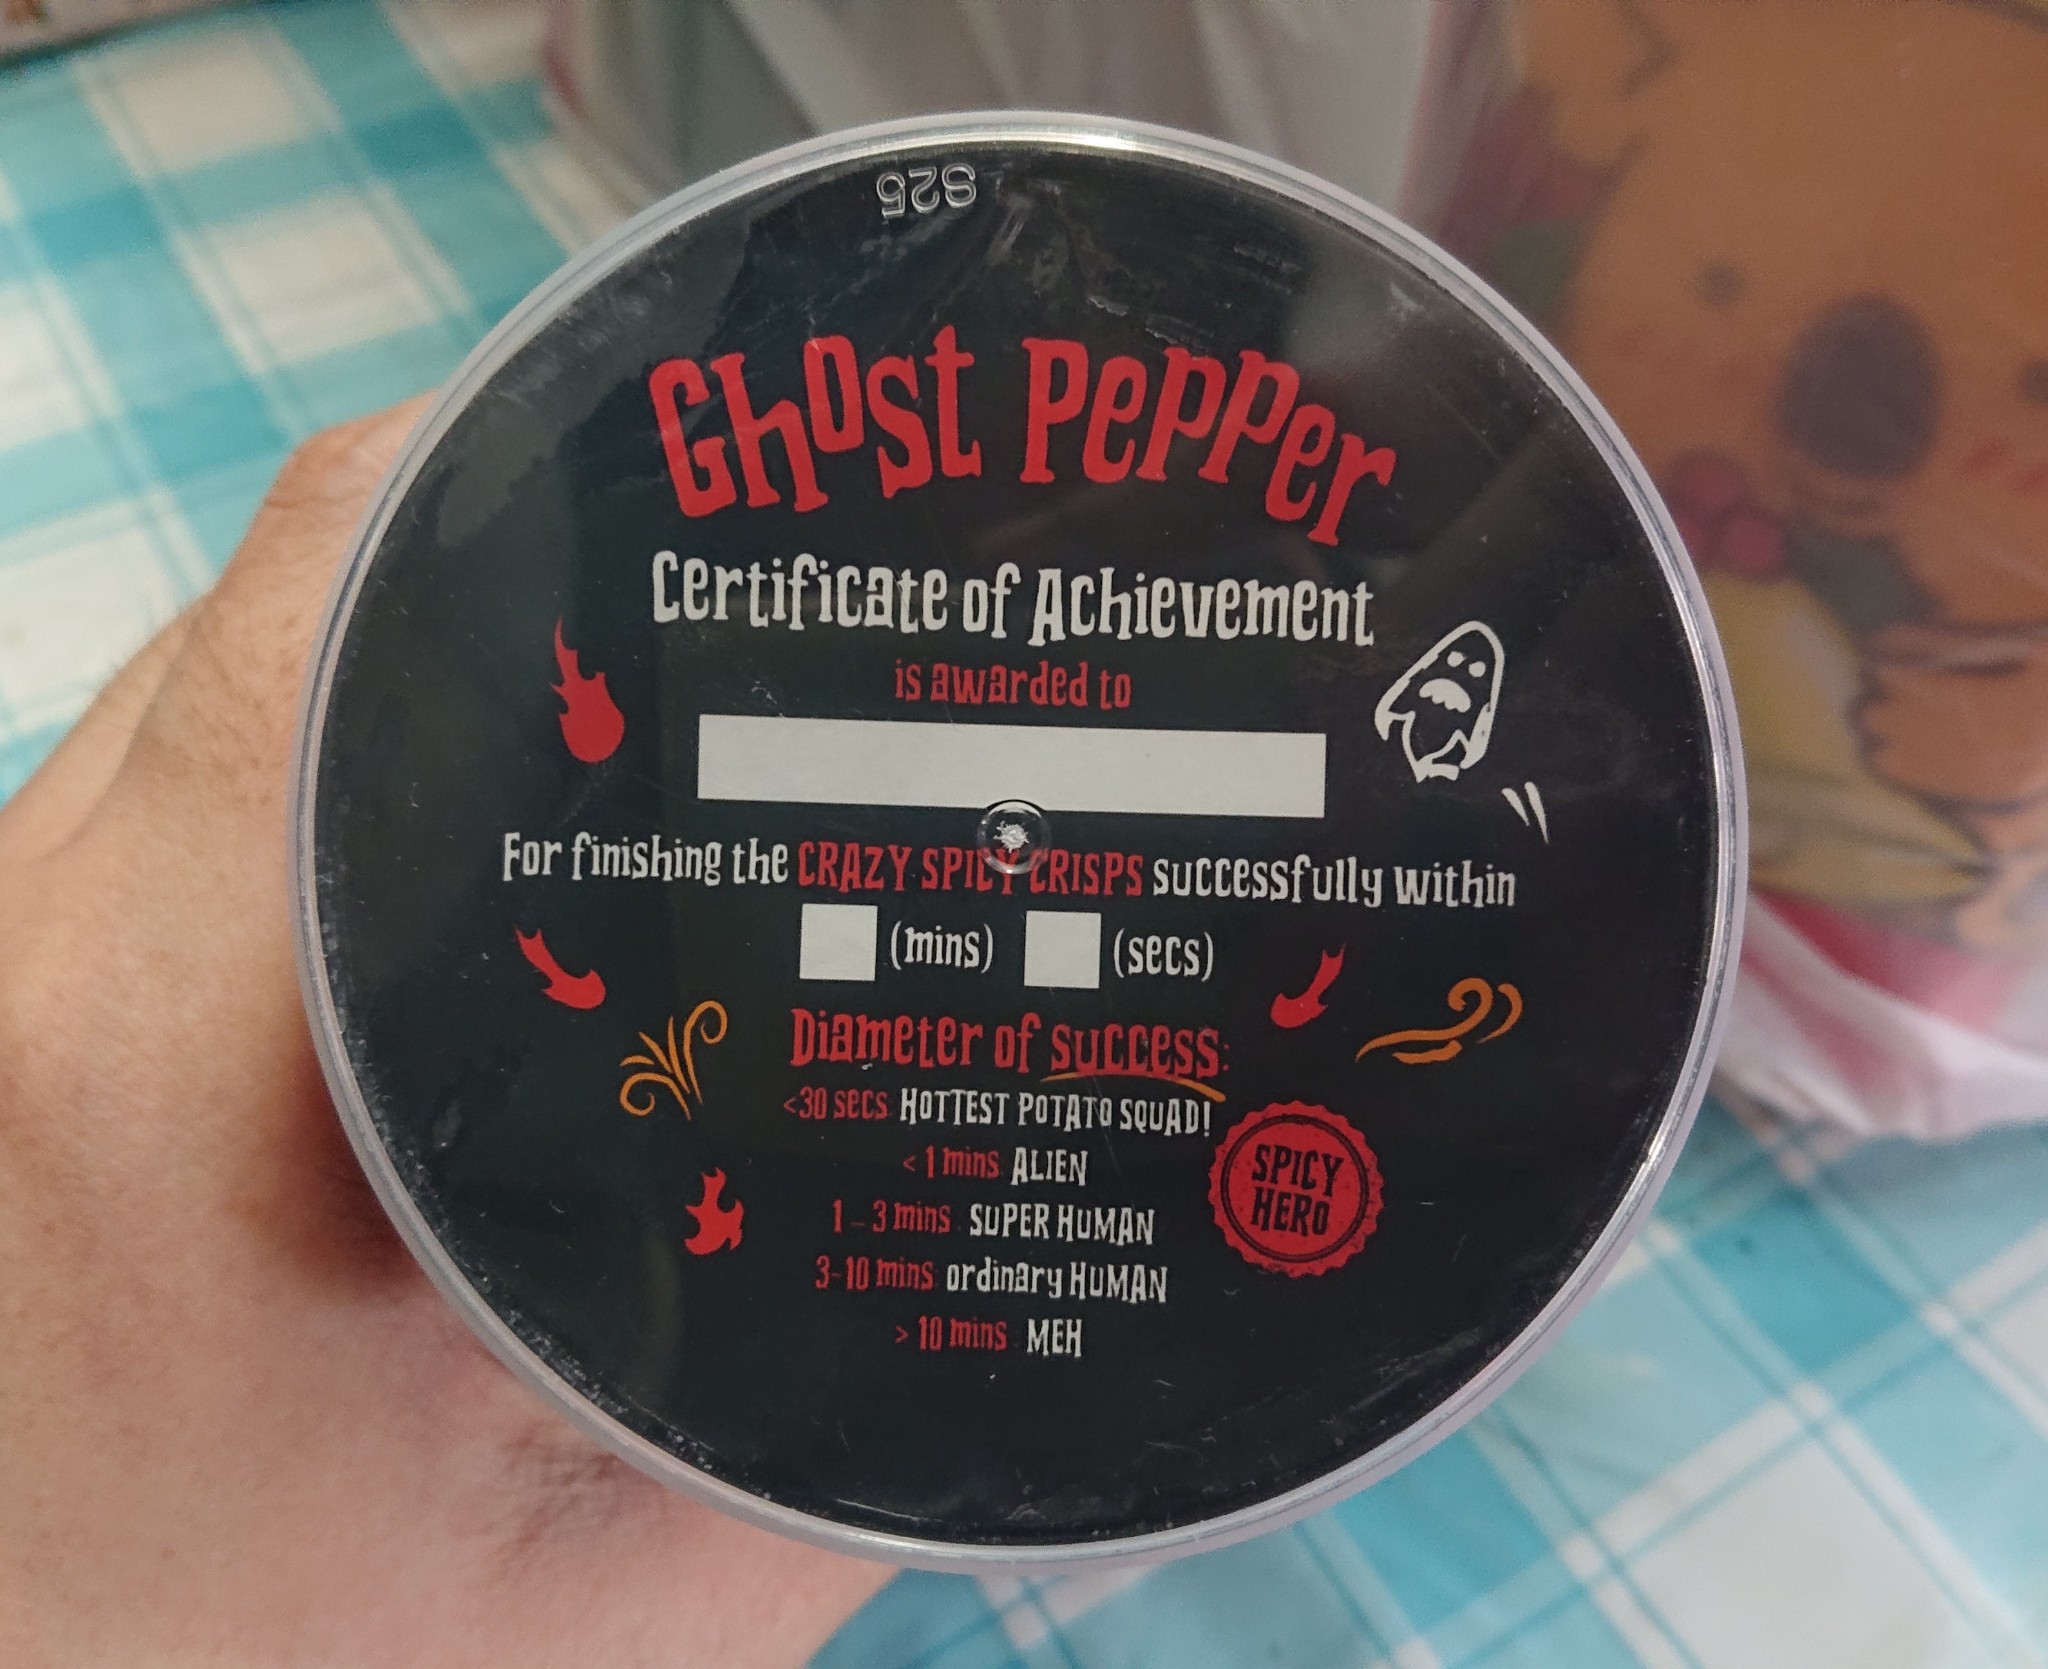 S25
Ghost Pepper
Certificate of Achievement
is awarded to
For finishing the CRAZY SPICY CRISPS successfully within
(mins) (secs)
Diameter of success:
<30 secs HOTTEST POTATO SQUAD!
< 1 mins ALIEN
1 - 3 mins SUPER HUMAN
3-10 mins ordinary HUMAN
> 10 mins MEH
SPICY
HERO